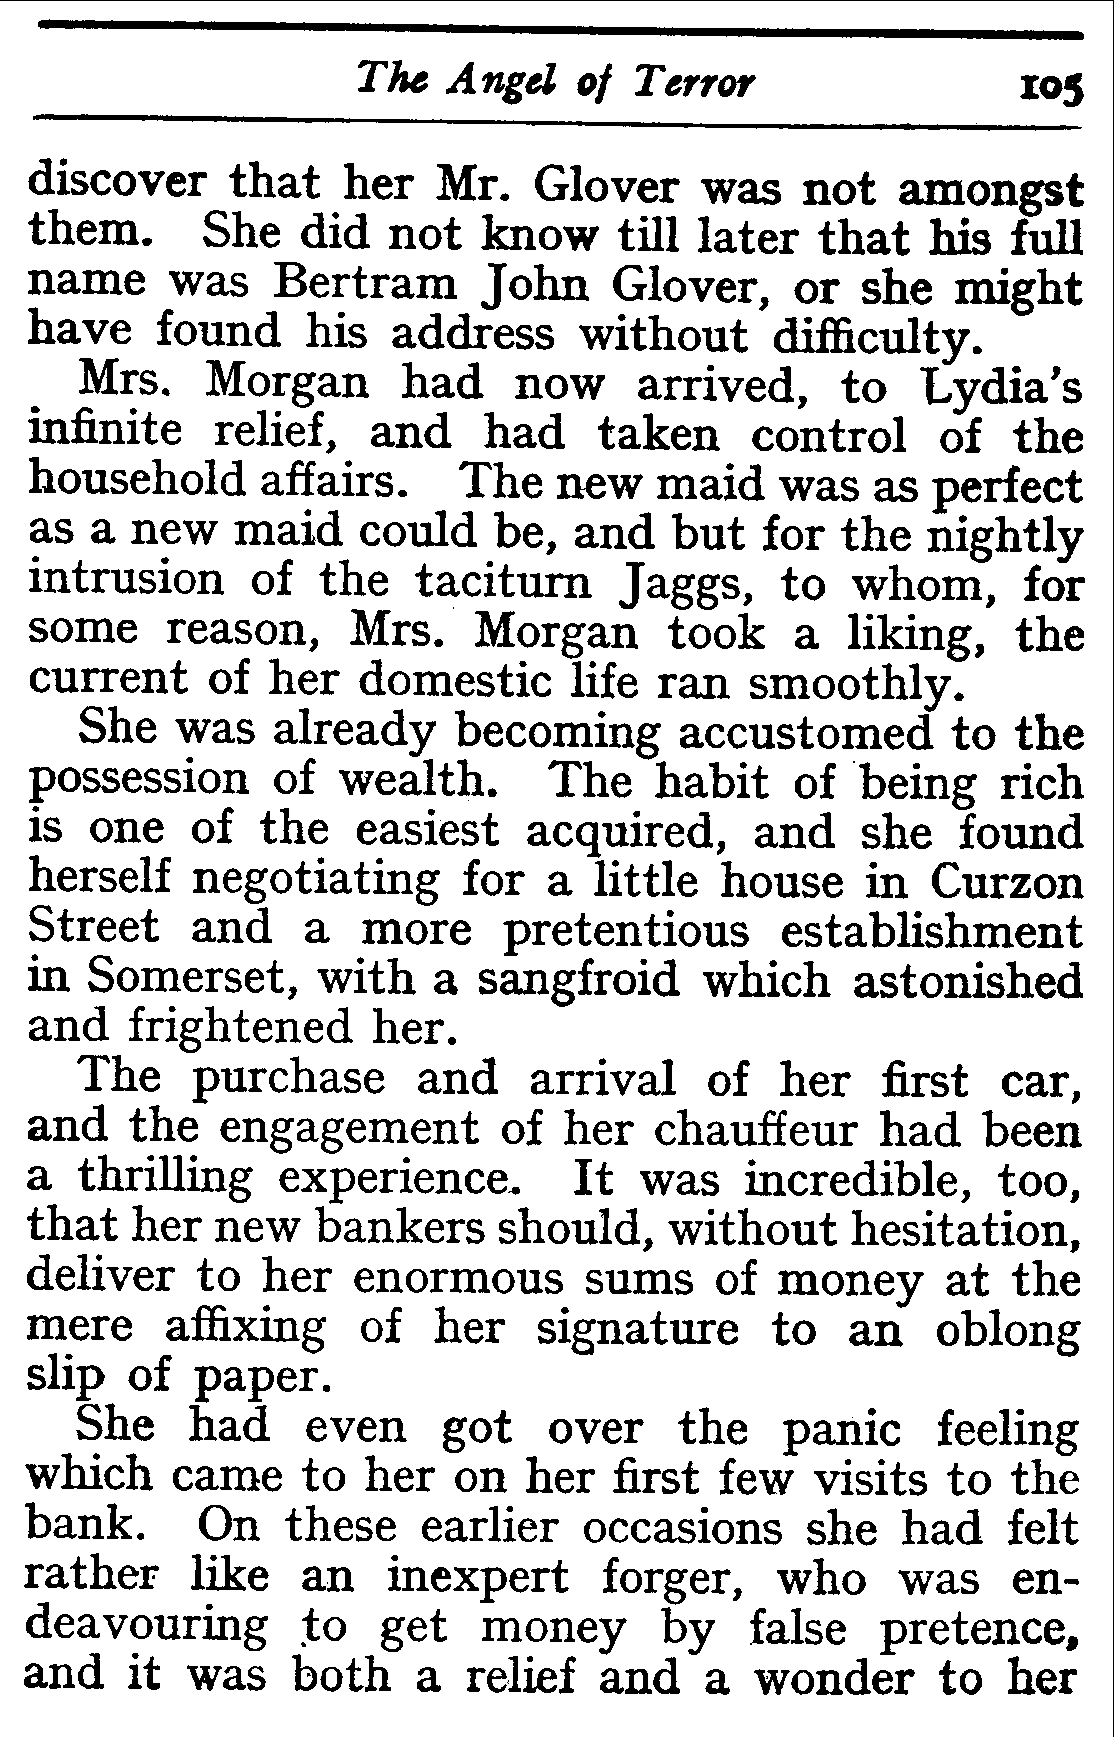 The Angel of Terror 105
discover that her Mr. Glover was not amongst
them. She did not know till later that his full
name was Bertram John Glover, or she might
have found his address without difficulty.
Mrs. Morgan had now arrived, to Lydia's
infinite relief, and had taken control of the
household affairs. The new maid was as perfect
as a new maid could be, and but for the nightly
intrusion of the taciturn Jaggs, to whom, for
some reason, Mrs. Morgan took a liking, the
current of her domestic life ran smoothly.
She was already becoming accustomed to the
possession of wealth. The habit of being rich
is one of the easiest acquired, and she found
herself negotiating for a little house in Curzon
Street and a more pretentious establishment
in Somerset, with a sangfroid which astonished
and frightened her.
The purchase and arrival of her first car,
and the engagement of her chauffeur had been
a thrilling experience. It was incredible, too,
that her new bankers should, without hesitation,
deliver to her enormous sums of money at the
mere affixing of her signature to an oblong
slip of paper.
She had even got over the panic feeling
which came to her on her first few visits to the
bank. On these earlier occasions she had felt
rather like an inexpert forger, who was en-
deavouring to get money by false pretence,
and it was both a relief and a wonder to her